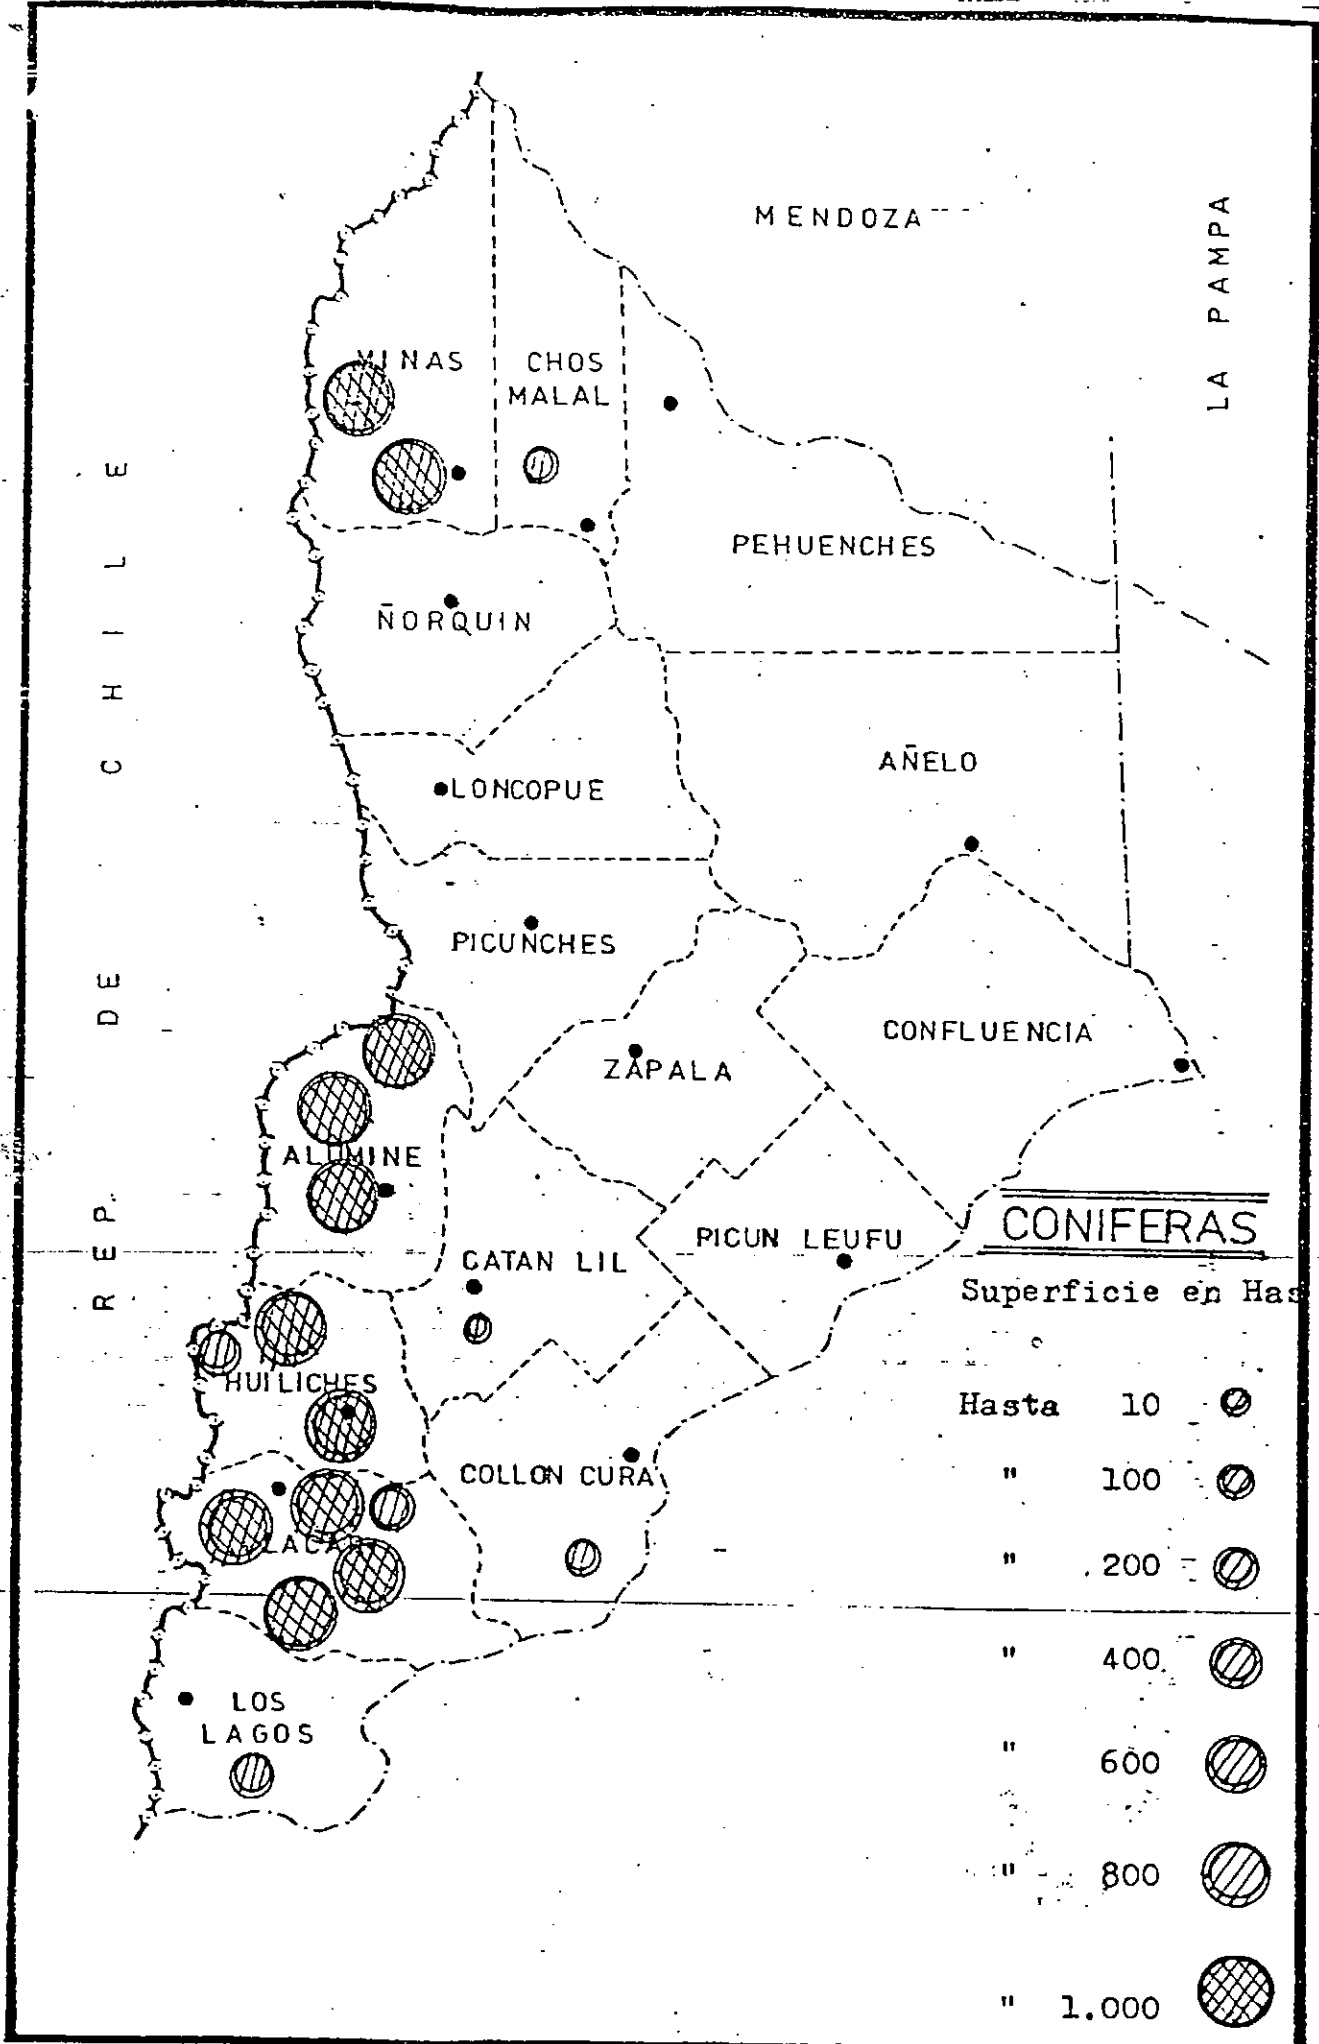 MENDOZA
LA PAMPA
REP. DE CHILE
MINAS
CHOS
MALAL
PEHUENCHES
ÑORQUIN
AÑELO
LONCOPUE
PICUNCHES
CONFLUENCIA
ZAPALA
ALUMINE
PICUN LEUFU
CATAN LIL
HUILICHES
COLLON CURA
LACAR
LOS
LAGOS
CONIFERAS
Superficie en Has
Hasta 10
" 100
" 200
" 400
" 600
" 800
" 1.000